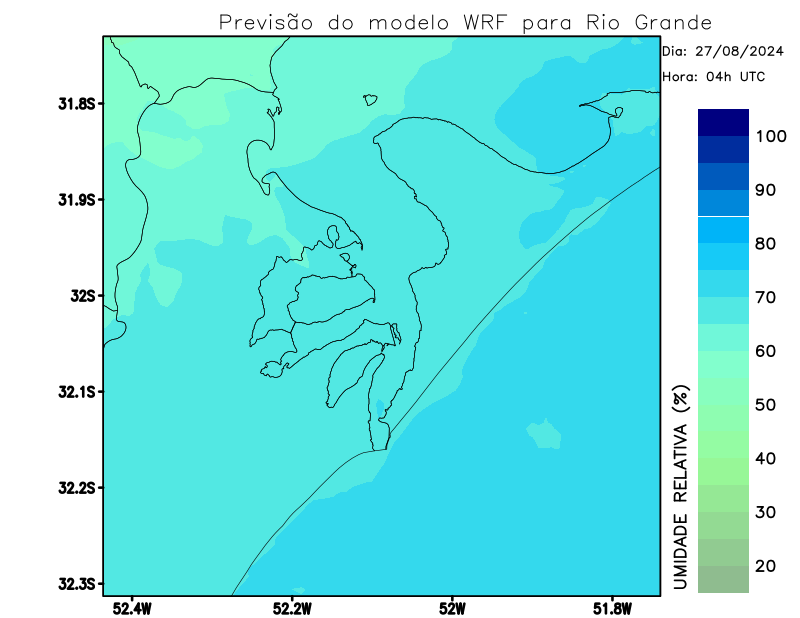 Previsão do modelo WRF para Rio Grande
Dia: 27/08/2024
Hora: 04h UTC
31.8S
31.9S
32S
32.1S
32.2S
32.3S
52.4W
52.2W
52W
51.8W
100
90
80
70
60
50
40
30
20
UMIDADE RELATIVA (%)